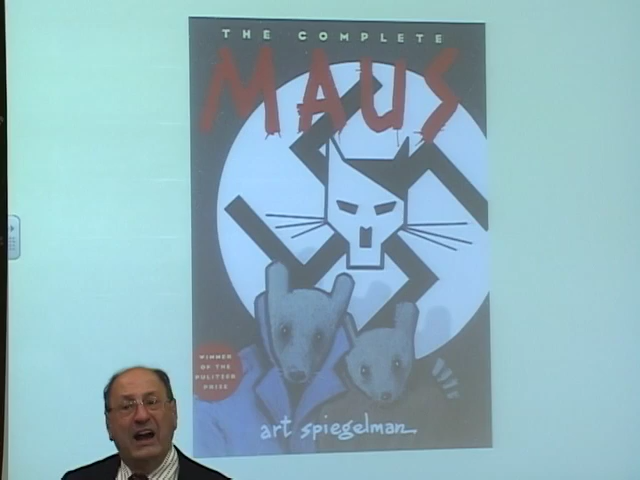 THE COMPLETE
MAUS
WINNER
OF THE
PULITZER
PRIZE
art spiegelman